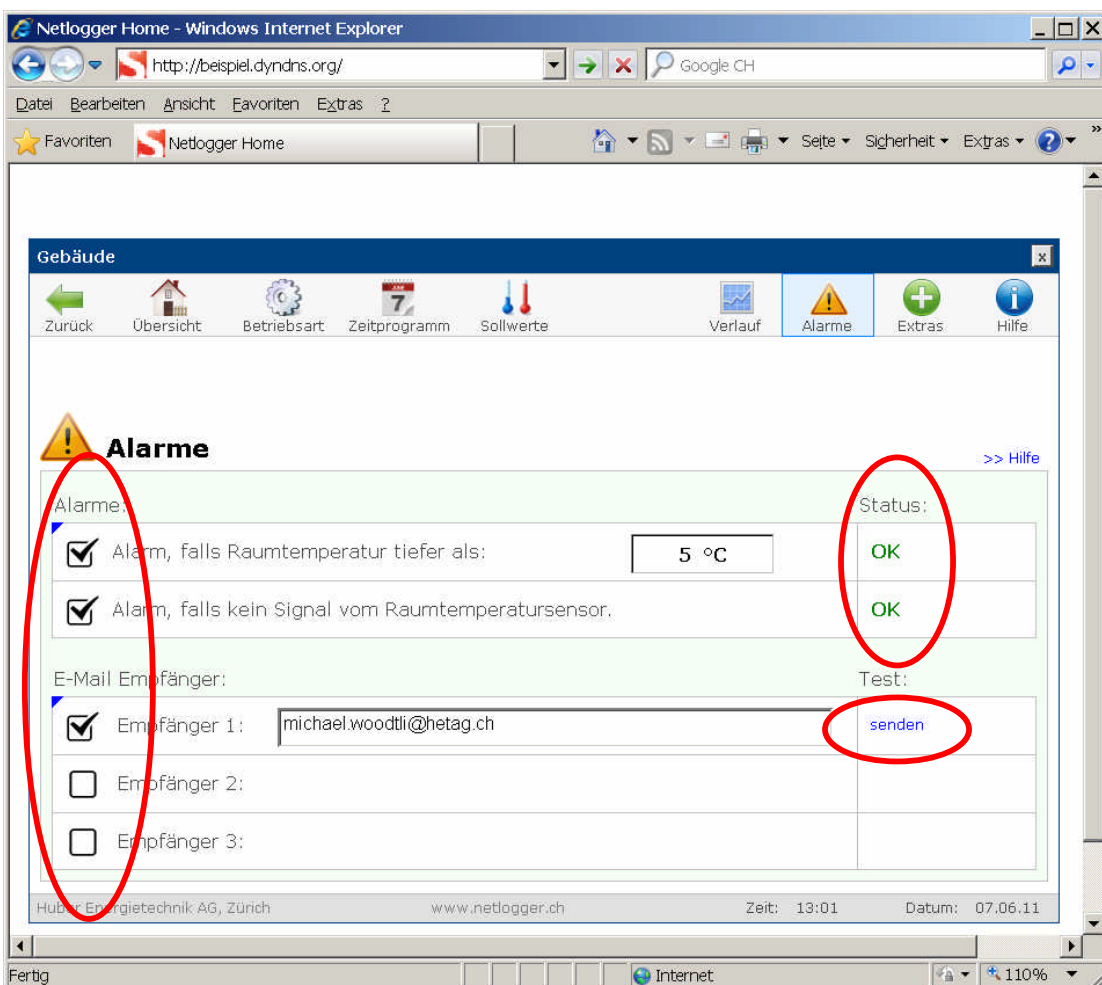 Netlogger Home - Windows Internet Explorer
http://beispiel.dyndns.org/ Google CH
Datei Bearbeiten Ansicht Favoriten Extras ?
Favoriten Netlogger Home Seite Sicherheit Extras »
Gebäude
Zurück Übersicht Betriebsart JUNE 7 Zeitprogramm Sollwerte Verlauf Alarme Extras Hilfe
Alarme
>> Hilfe
Alarme: Status:
Alarm, falls Raumtemperatur tiefer als: 5 °C OK
Alarm, falls kein Signal vom Raumtemperatursensor. OK
E-Mail Empfänger: Test:
Empfänger 1: michael.woodtli@hetag.ch senden
Empfänger 2:
Empfänger 3:
Huber Energietechnik AG, Zürich www.netlogger.ch Zeit: 13:01 Datum: 07.06.11
Fertig Internet 110%